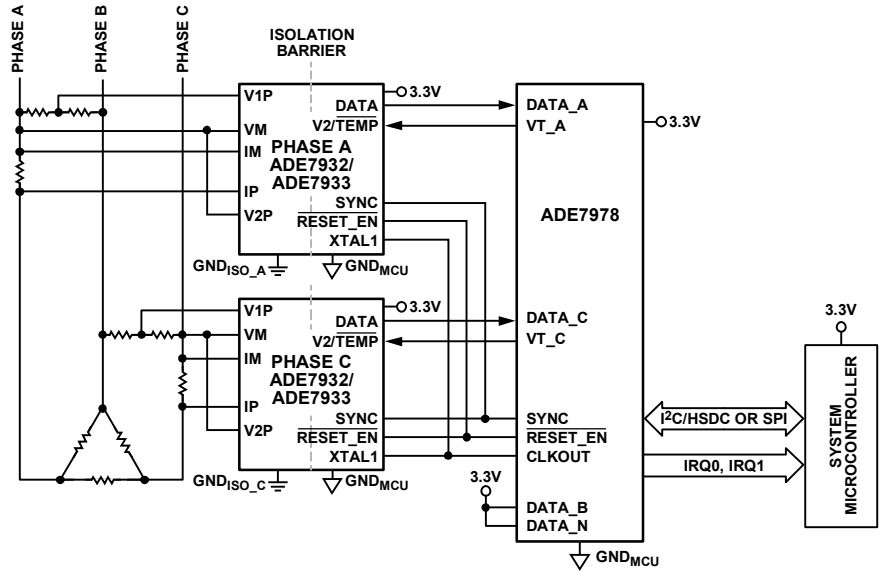 PHASE A
PHASE B
PHASE C
ISOLATION
BARRIER
V1P
VM
IM
IP
V2P
DATA
V2/TEMP
PHASE A
ADE7932/
ADE7933
SYNC
RESET_EN
XTAL1
3.3V
GNDISO_A
GNDMCU
V1P
VM
IM
IP
V2P
DATA
V2/TEMP
PHASE C
ADE7932/
ADE7933
SYNC
RESET_EN
XTAL1
3.3V
GNDISO_C
GNDMCU
DATA_A
VT_A
3.3V
ADE7978
DATA_C
VT_C
SYNC
RESET_EN
CLKOUT
3.3V
DATA_B
DATA_N
GNDMCU
I2C/HSDC OR SPI
IRQ0, IRQ1
3.3V
SYSTEM
MICROCONTROLLER